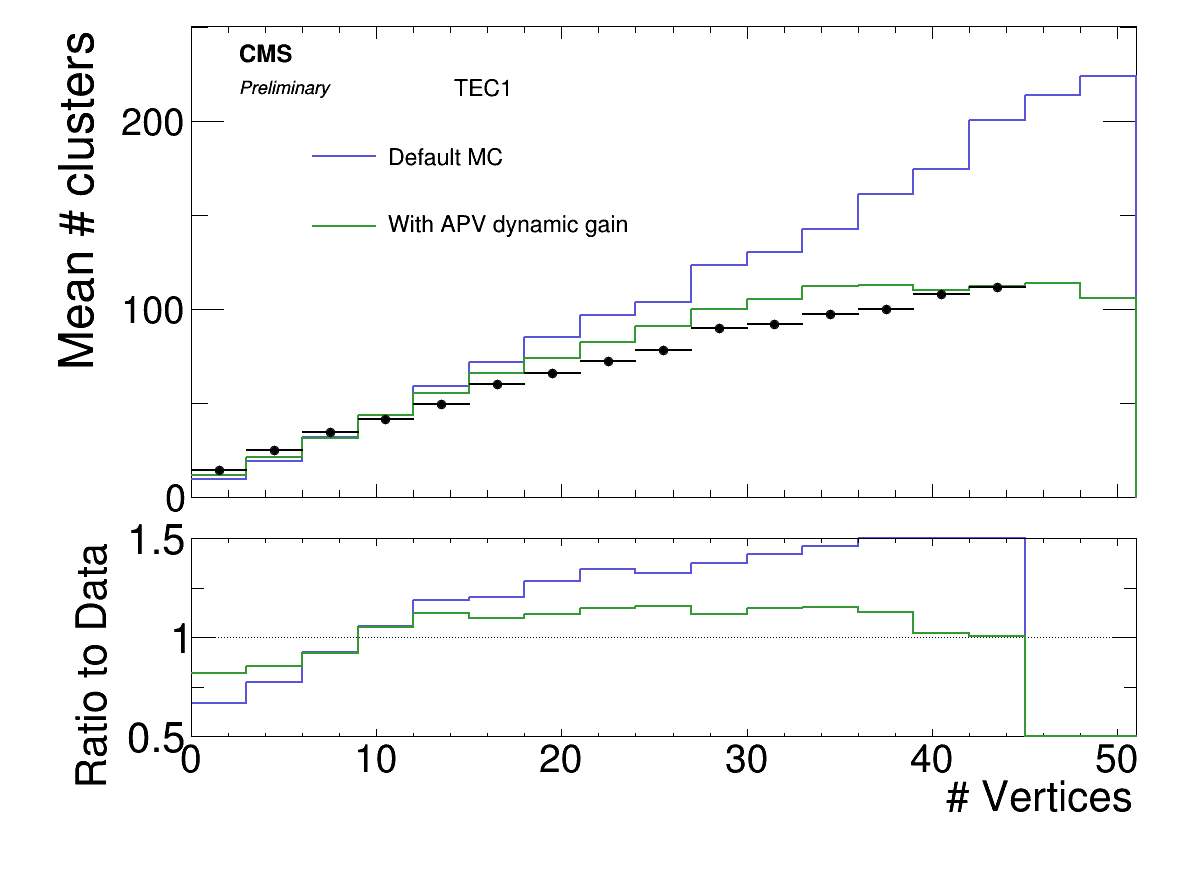 Mean # clusters
CMS
Preliminary
TEC1
Default MC
With APV dynamic gain
200
100
0
Ratio to Data
1.5
1
0.5
0 10 20 30 40 50
# Vertices